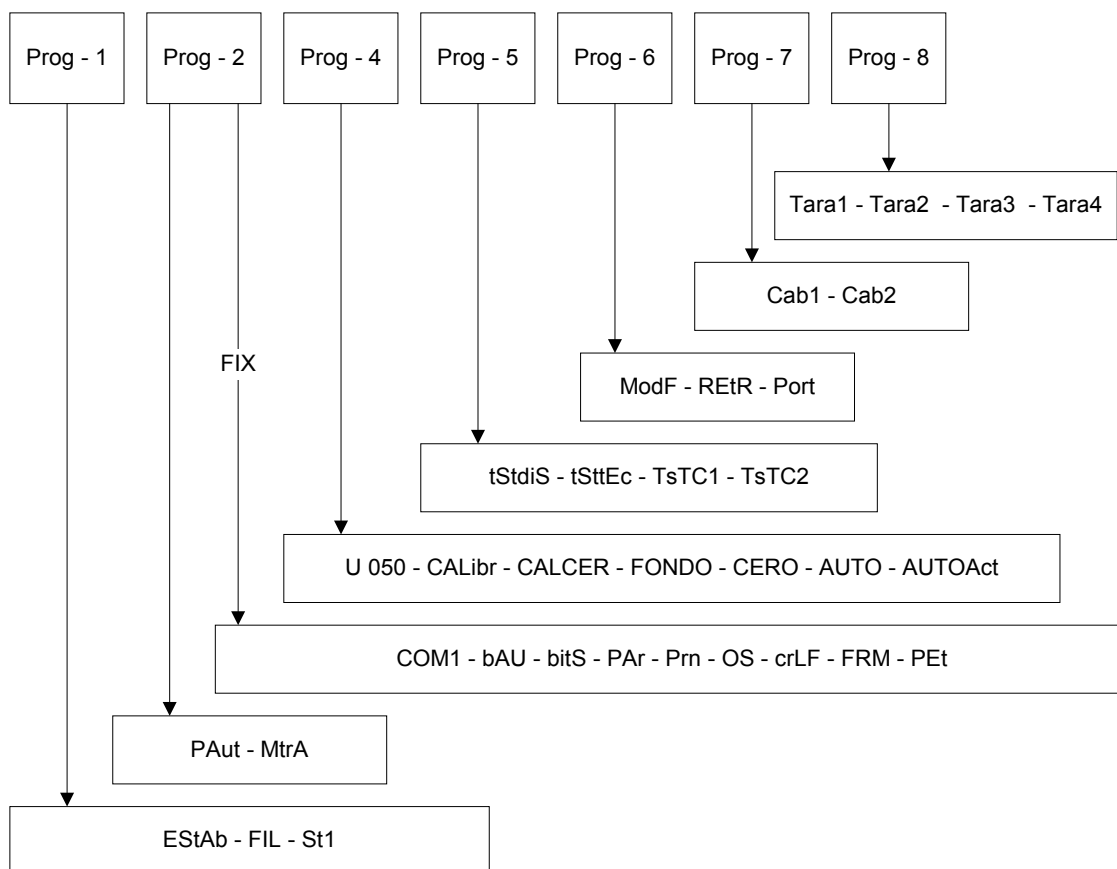 Prog - 1
Prog - 2
Prog - 4
Prog - 5
Prog - 6
Prog - 7
Prog - 8
Tara1 - Tara2  - Tara3  - Tara4
Cab1 - Cab2
FIX
ModF - REtR - Port
tStdiS - tSttEc - TsTC1 - TsTC2
U 050 - CALibr - CALCER - FONDO - CERO - AUTO - AUTOAct
COM1 - bAU - bitS - PAr - Prn - OS - crLF - FRM - PEt
PAut - MtrA
EStAb - FIL - St1